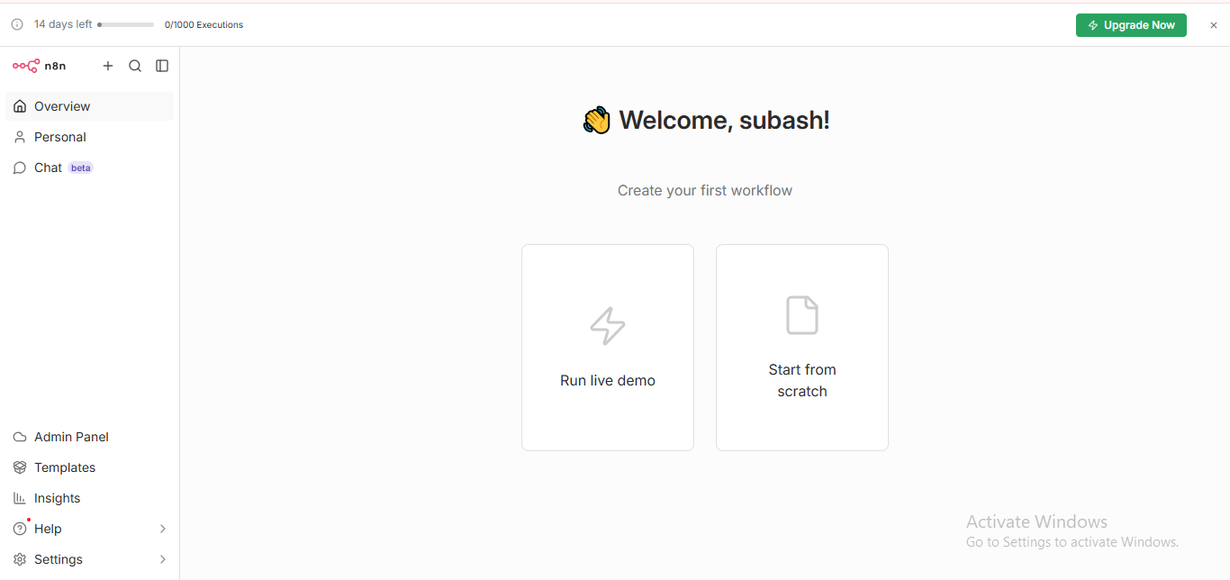 14 days left
0/1000 Executions
Upgrade Now
n8n
Overview
Personal
Chat beta
👋 Welcome, subash!
Create your first workflow
Run live demo
Start from
scratch
Admin Panel
Templates
Insights
Help
Settings
Activate Windows
Go to Settings to activate Windows.